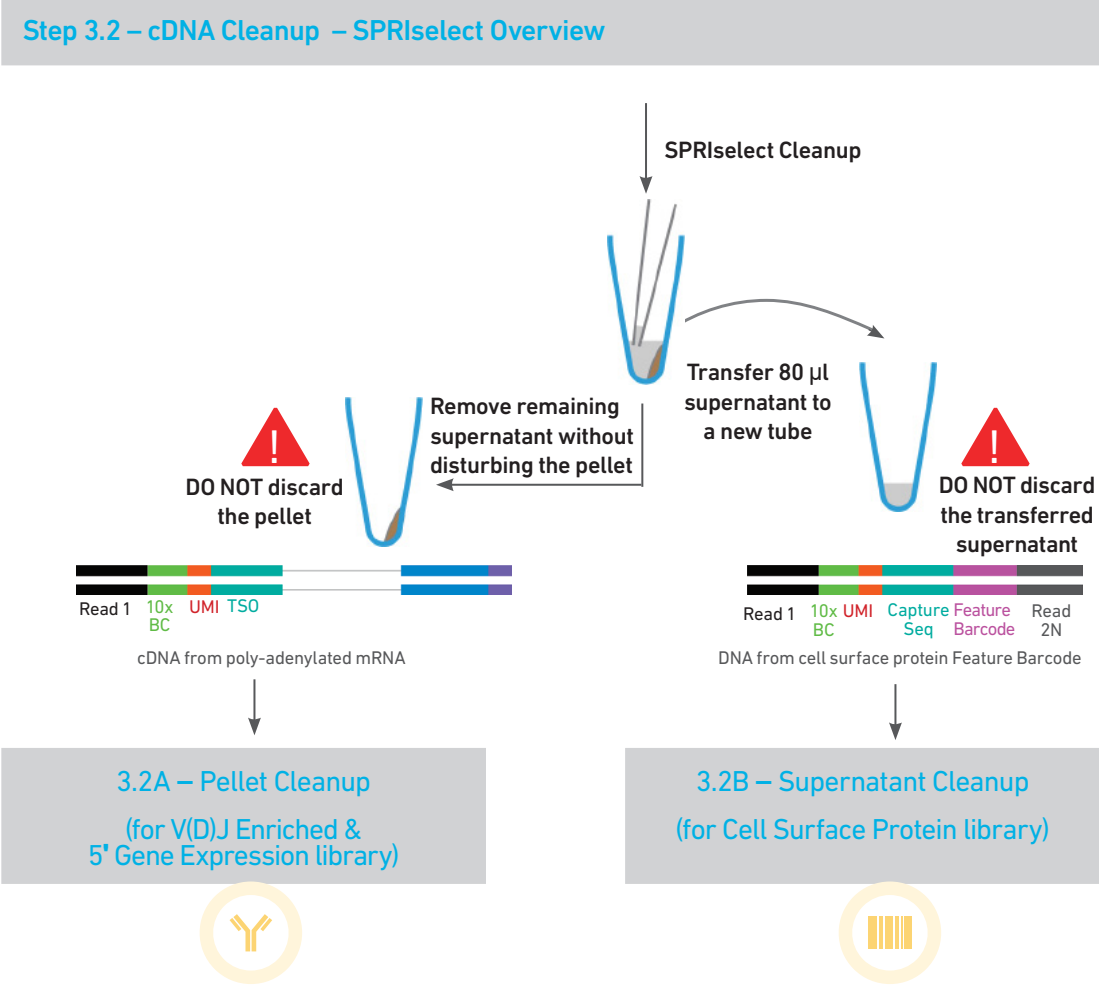 Step 3.2 – cDNA Cleanup – SPRIselect Overview
SPRIselect Cleanup
Transfer 80 µl
supernatant to
a new tube
Remove remaining
supernatant without
disturbing the pellet
!
DO NOT discard
the pellet
!
DO NOT discard
the transferred
supernatant
Read 1
10x
BC
UMI
TSO
cDNA from poly-adenylated mRNA
Read 1
10x
BC
UMI
Capture
Seq
Feature
Barcode
Read
2N
DNA from cell surface protein Feature Barcode
3.2A – Pellet Cleanup
(for V(D)J Enriched &
5' Gene Expression library)
3.2B – Supernatant Cleanup
(for Cell Surface Protein library)